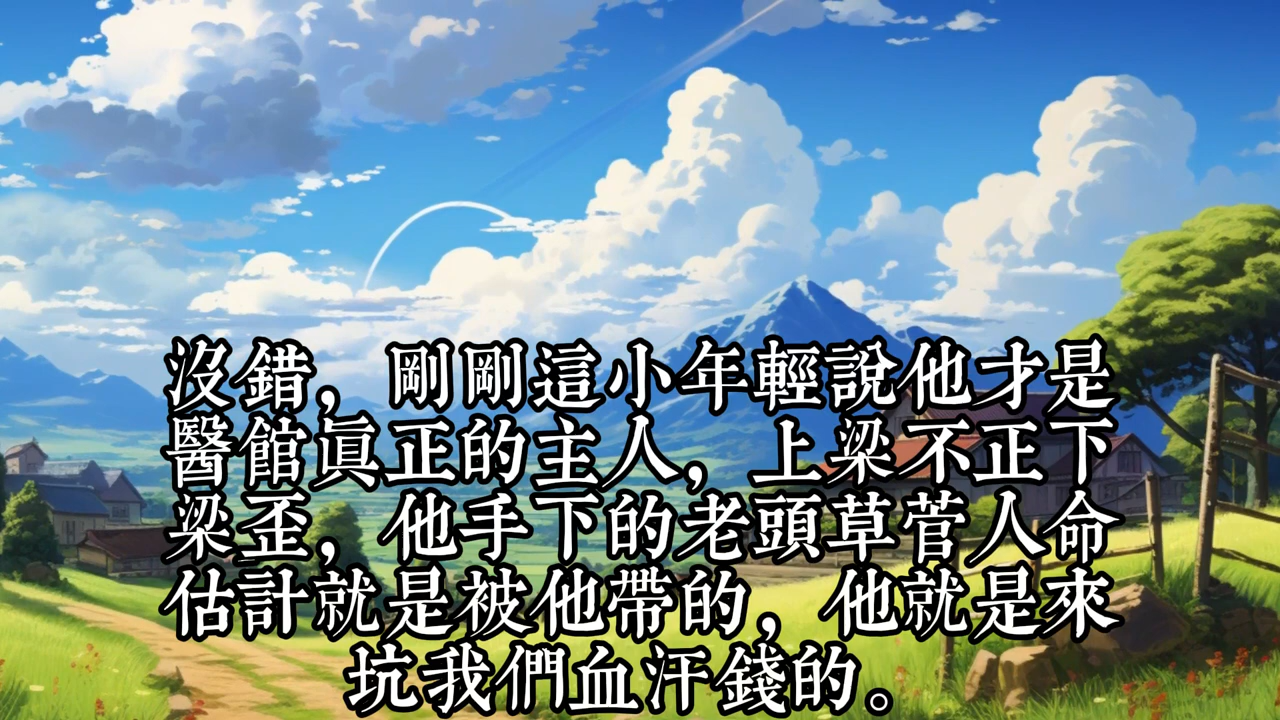 沒錯，剛剛這小年輕說他才是
醫館眞正的主人，上梁不正下
梁歪，他手下的老頭草菅人命
估計就是被他帶的，他就是來
坑我們血汗錢的。